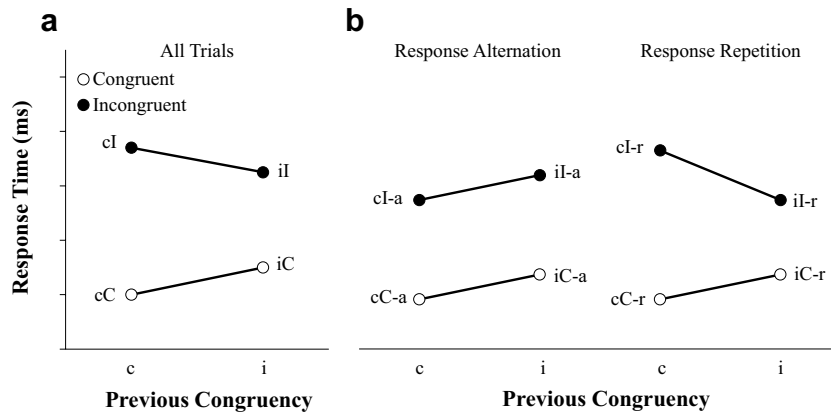 a
All Trials
Congruent
Incongruent
cI
iI
cC
iC
Response Time (ms)
c
i
Previous Congruency
b
Response Alternation
Response Repetition
cI-a
iI-a
cC-a
iC-a
cI-r
iI-r
cC-r
iC-r
c
i
c
i
Previous Congruency